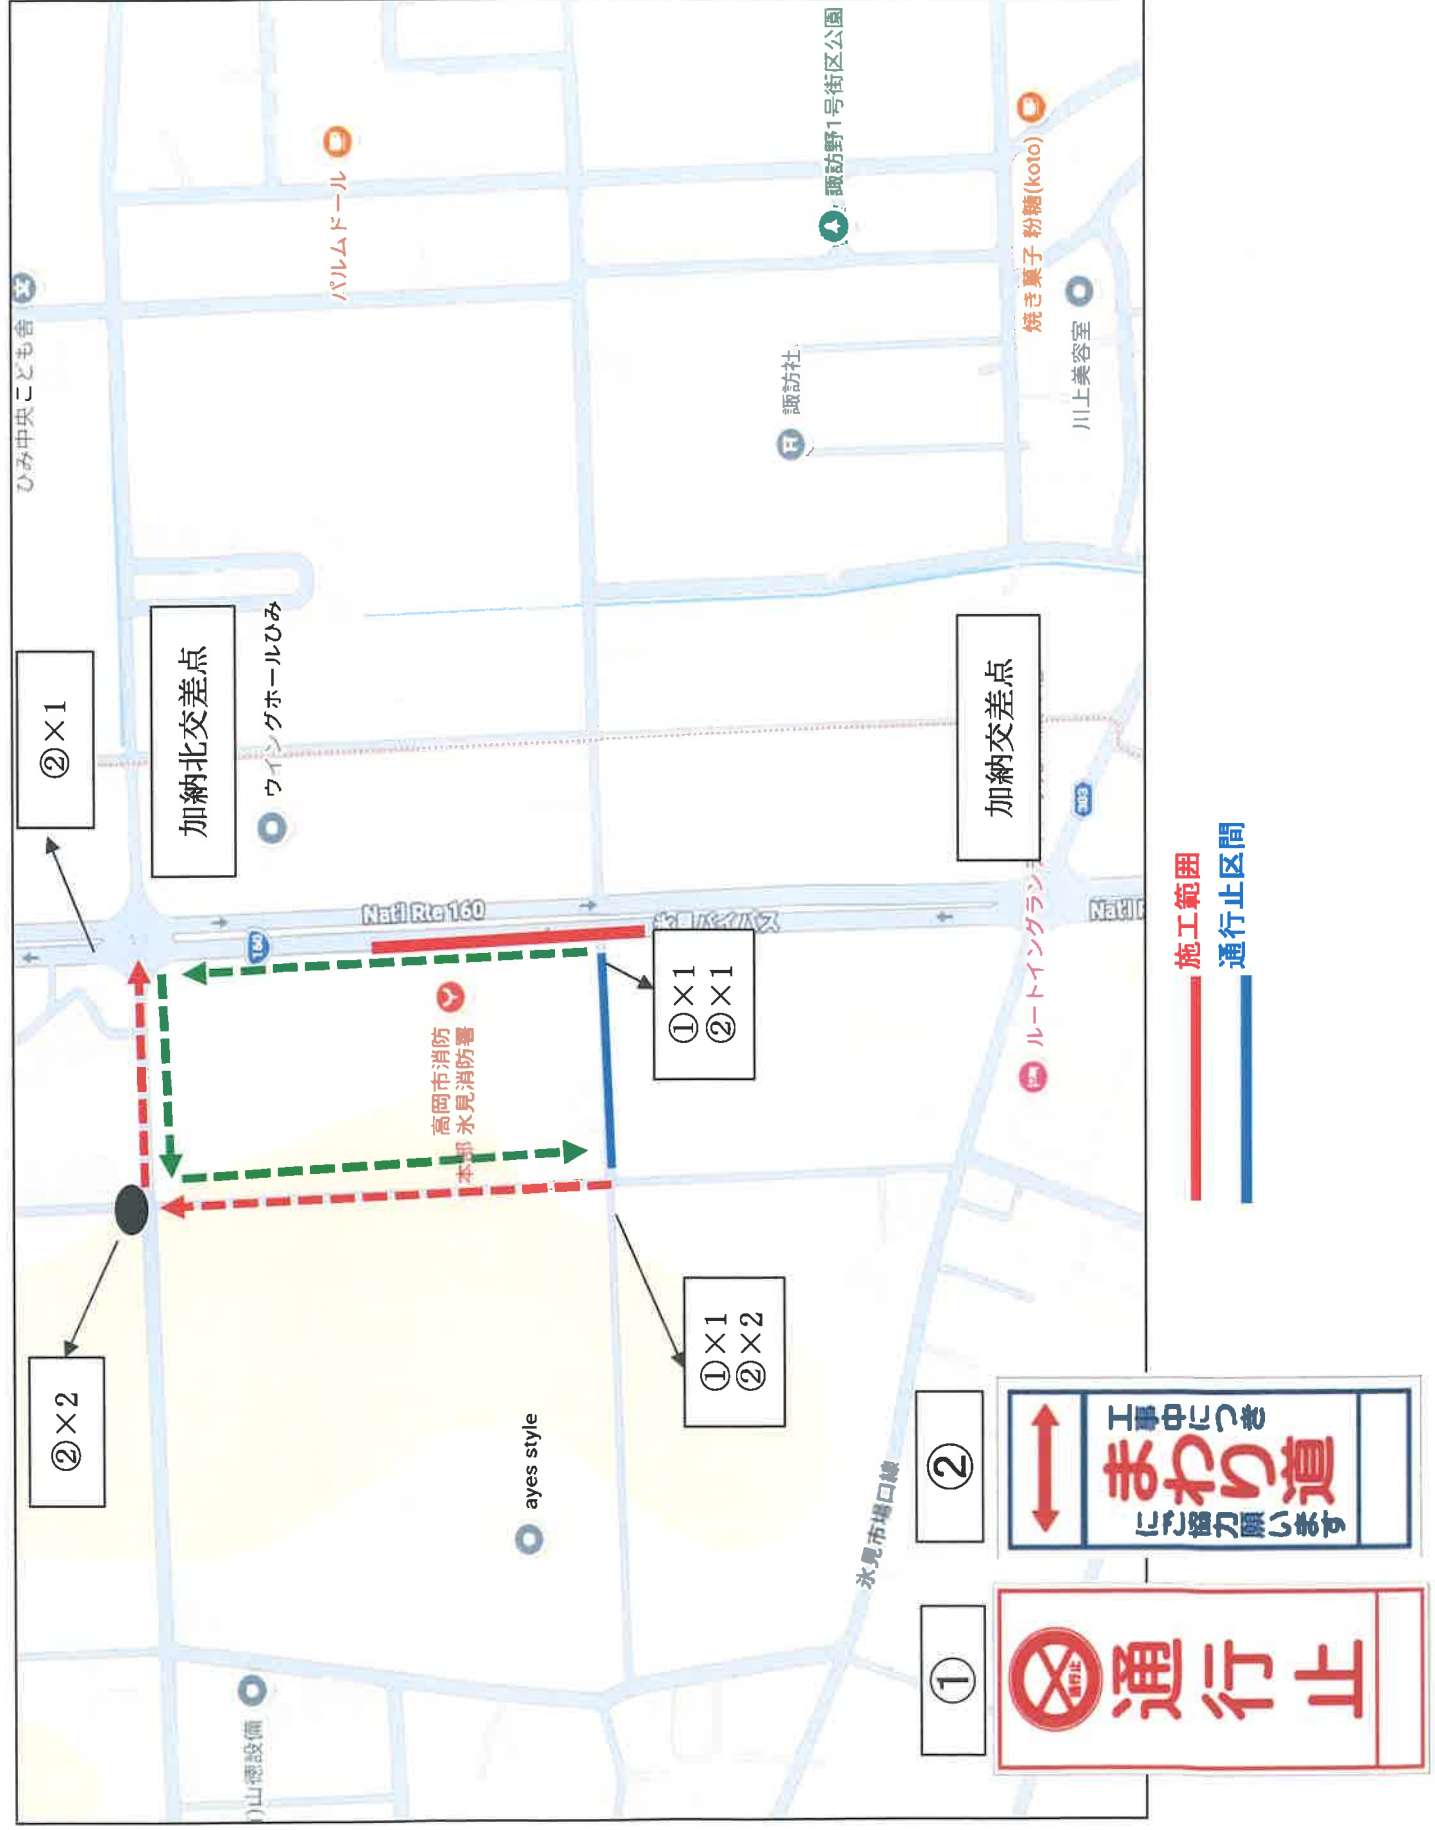 ひみ中央こども舎
②×1
②×2
加納北交差点
ウィングホールひみ
パルムドール
160
Nat'l Rte 160
氷見バイパス
高岡市消防
本部 氷見消防署
①×1
②×1
①×1
②×2
ayes style
山徳設備
諏訪野1号街区公園
諏訪社
焼き菓子 粉糖(koto)
川上美容室
加納交差点
303
ルートイングラン
Nat'l R
氷見市場口線
施工範囲
通行止区間
②
工事中につき
まわり道
にご協力願います
①
通行止
通行止